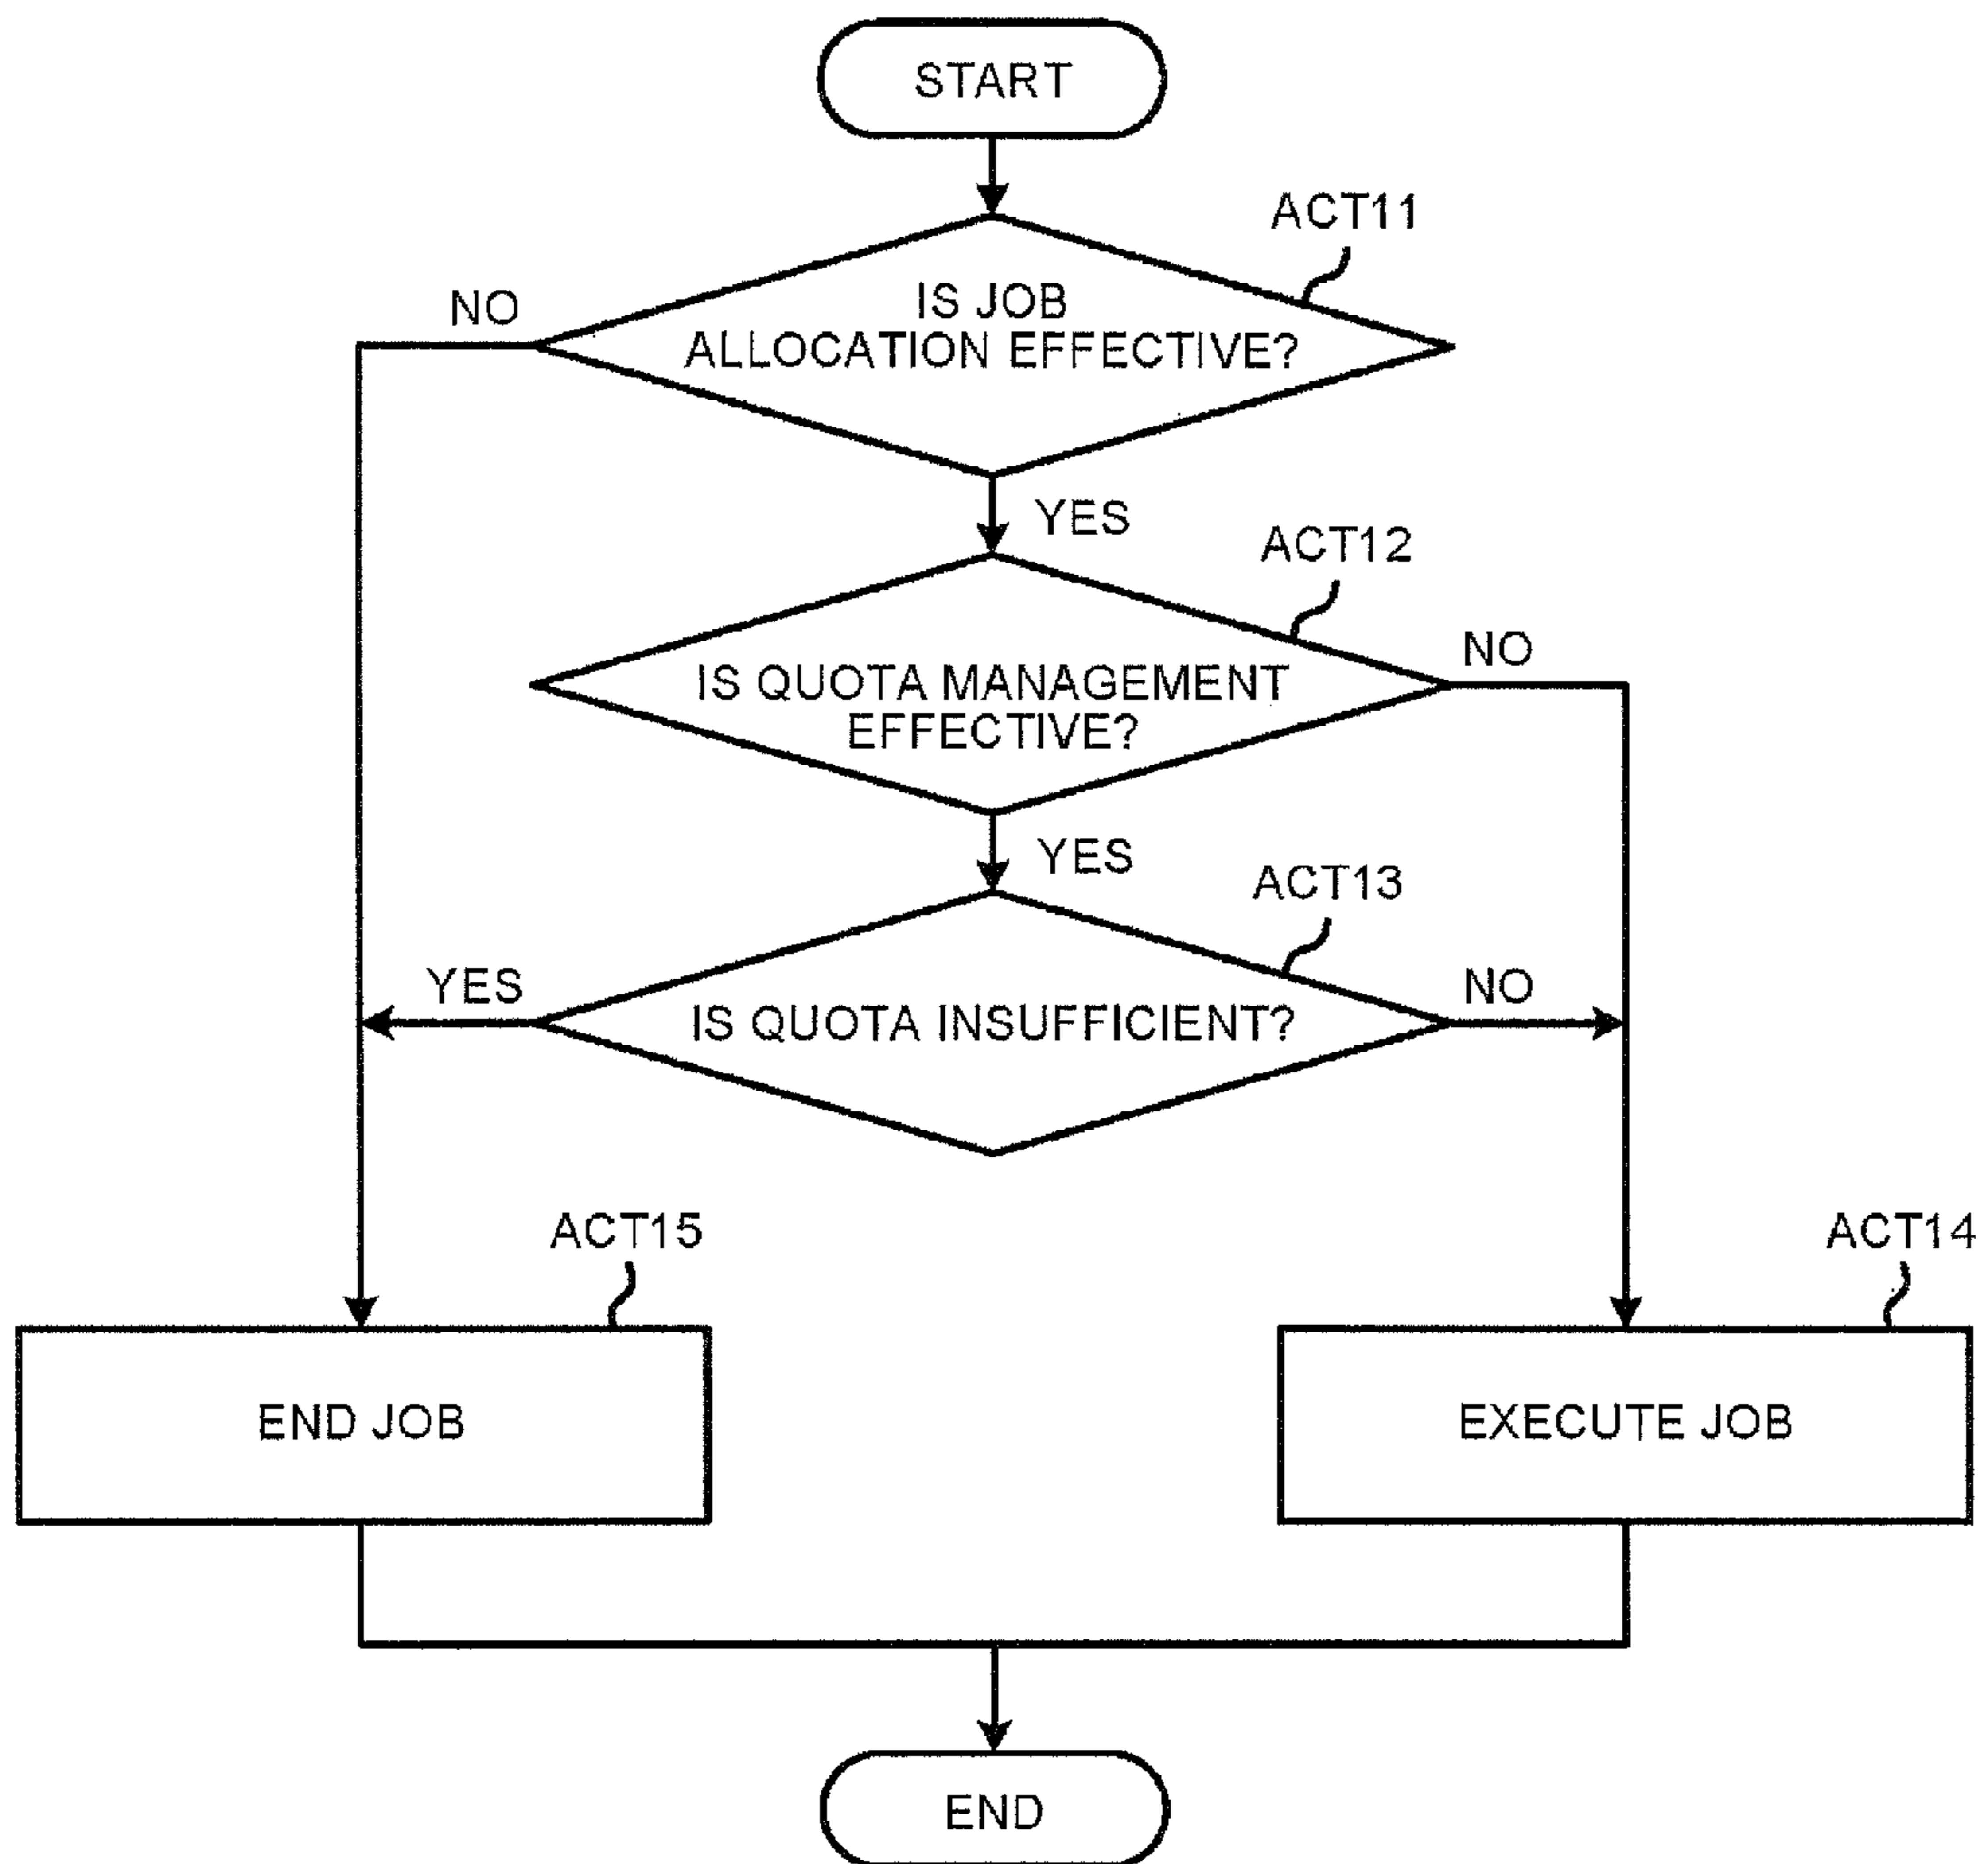 START
ACT11
NO
IS JOB
ALLOCATION EFFECTIVE?
YES
ACT12
NO
IS QUOTA MANAGEMENT
EFFECTIVE?
YES
ACT13
YES
NO
IS QUOTA INSUFFICIENT?
ACT15
ACT14
END JOB
EXECUTE JOB
END